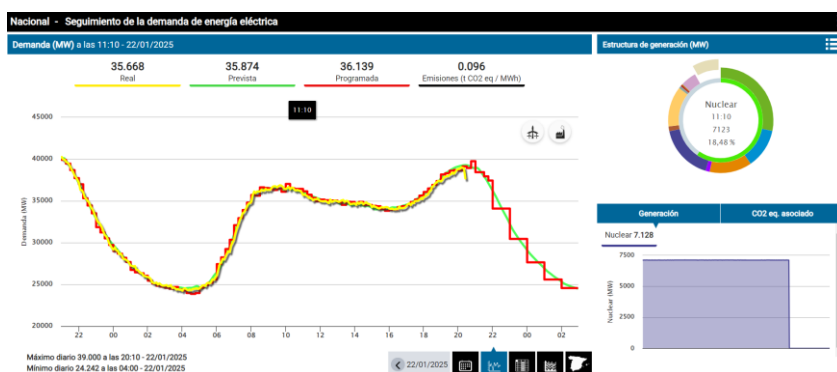 Nacional - Seguimiento de la demanda de energía eléctrica
Demanda (MW) a las 11:10 - 22/01/2025
35.668
Real
35.874
Prevista
36.139
Programada
0.096
Emisiones (t CO2 eq / MWh)
11:10
Demanda (MW)
45000
40000
35000
30000
25000
20000
22 00 02 04 06 08 10 12 14 16 18 20 22 00 02
Máximo diario 39.000 a las 20:10 - 22/01/2025
Mínimo diario 24.242 a las 04:00 - 22/01/2025
22/01/2025
Estructura de generación (MW)
Nuclear
11:10
7123
18,48 %
Generación
CO2 eq. asociado
Nuclear 7.128
Nuclear (MW)
7500
5000
2500
0